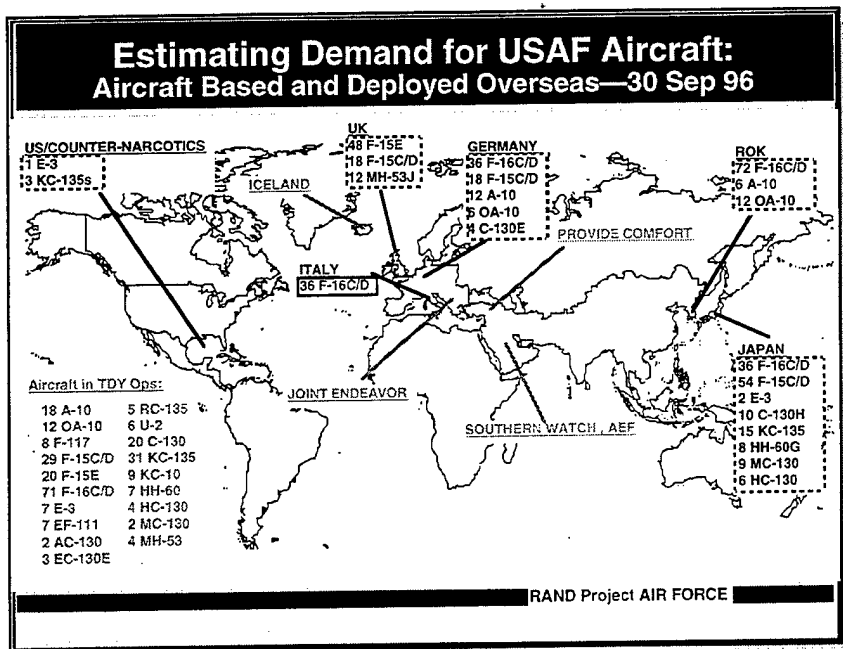 Estimating Demand for USAF Aircraft:
Aircraft Based and Deployed Overseas—30 Sep 96
US/COUNTER-NARCOTICS
1 E-3
3 KC-135s
ICELAND
UK
48 F-15E
18 F-15C/D
12 MH-53J
GERMANY
36 F-16C/D
18 F-15C/D
12 A-10
6 OA-10
4 C-130E
PROVIDE COMFORT
ROK
72 F-16C/D
6 A-10
12 OA-10
ITALY
36 F-16C/D
JOINT ENDEAVOR
SOUTHERN WATCH , AEF
JAPAN
36 F-16C/D
54 F-15C/D
2 E-3
10 C-130H
15 KC-135
8 HH-60G
9 MC-130
6 HC-130
Aircraft in TDY Ops:
18 A-10
12 OA-10
8 F-117
29 F-15C/D
20 F-15E
71 F-16C/D
7 E-3
7 EF-111
2 AC-130
3 EC-130E
5 RC-135
6 U-2
20 C-130
31 KC-135
9 KC-10
7 HH-60
4 HC-130
2 MC-130
4 MH-53
RAND Project AIR FORCE